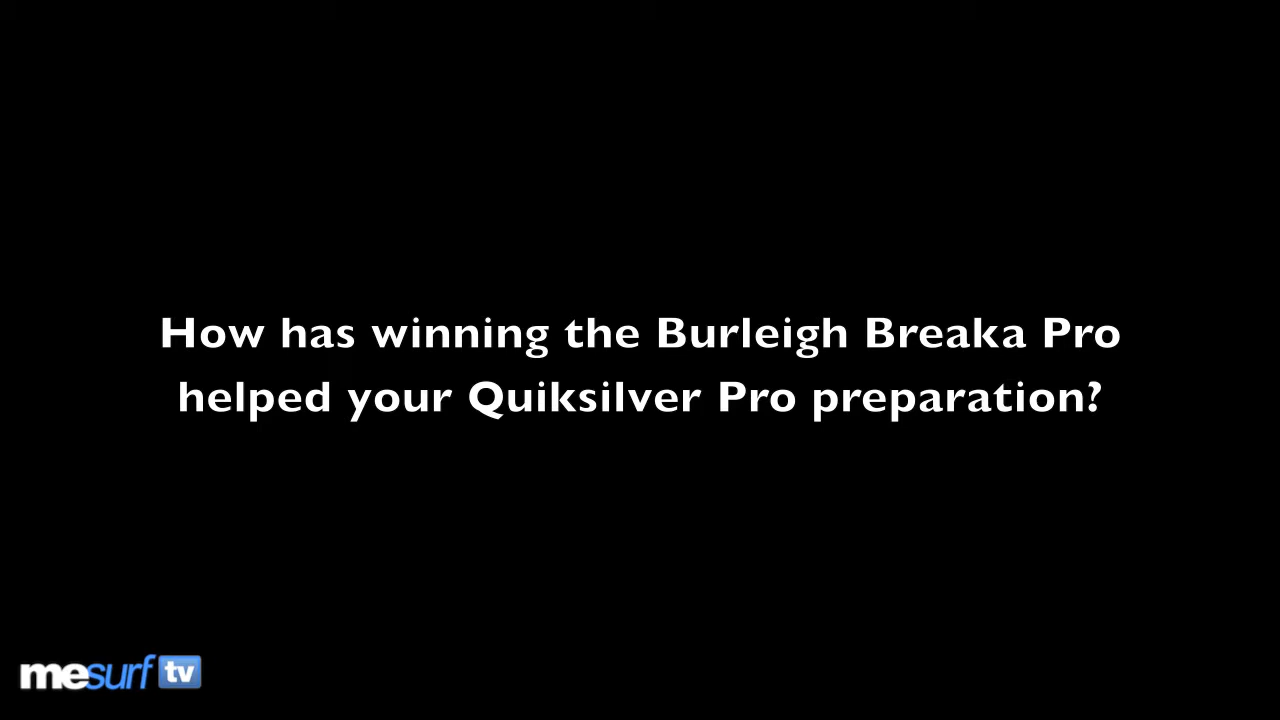 How has winning the Burleigh Breaka Pro
helped your Quiksilver Pro preparation?
mesurf tv